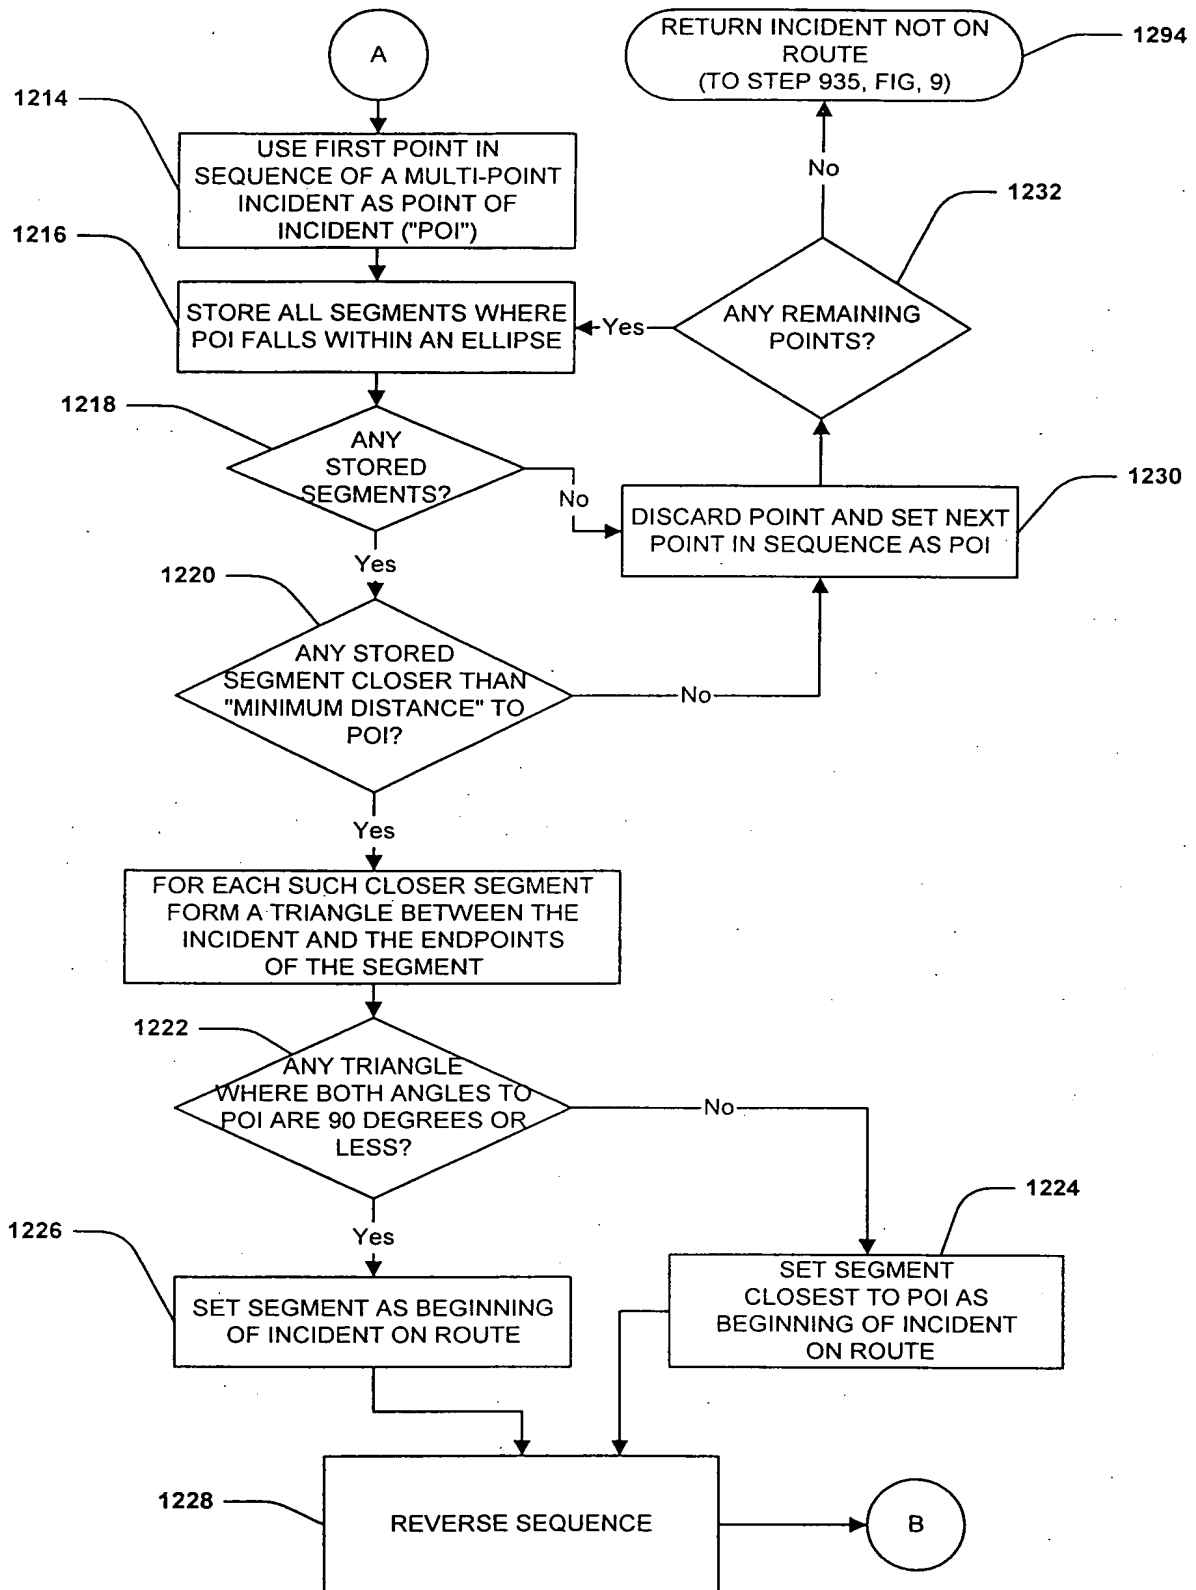 A
RETURN INCIDENT NOT ON
ROUTE
(TO STEP 935, FIG, 9)
1294
1214
USE FIRST POINT IN
SEQUENCE OF A MULTI-POINT
INCIDENT AS POINT OF
INCIDENT ("POI")
No
1232
1216
STORE ALL SEGMENTS WHERE
POI FALLS WITHIN AN ELLIPSE
Yes
ANY REMAINING
POINTS?
1218
ANY
STORED
SEGMENTS?
No
1230
DISCARD POINT AND SET NEXT
POINT IN SEQUENCE AS POI
Yes
1220
ANY STORED
SEGMENT CLOSER THAN
"MINIMUM DISTANCE" TO
POI?
No
Yes
FOR EACH SUCH CLOSER SEGMENT
FORM A TRIANGLE BETWEEN THE
INCIDENT AND THE ENDPOINTS
OF THE SEGMENT
1222
ANY TRIANGLE
WHERE BOTH ANGLES TO
POI ARE 90 DEGREES OR
LESS?
No
1224
Yes
1226
SET SEGMENT AS BEGINNING
OF INCIDENT ON ROUTE
SET SEGMENT
CLOSEST TO POI AS
BEGINNING OF INCIDENT
ON ROUTE
1228
REVERSE SEQUENCE
B